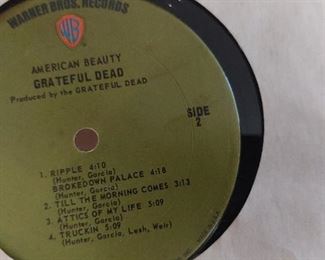 WARNER BROS. RECORDS
WB
AMERICAN BEAUTY
GRATEFUL DEAD
Produced by the GRATEFUL DEAD
SIDE
2
1. RIPPLE 4:10
(Hunter, Garcia)
BROKEDOWN PALACE 4:18
(Hunter, Garcia)
2. TILL THE MORNING COMES 3:13
(Hunter, Garcia)
3. ATTICS OF MY LIFE 5:09
(Hunter, Garcia)
4. TRUCKIN 5:09
(Hunter, Garcia, Lesh, Weir)